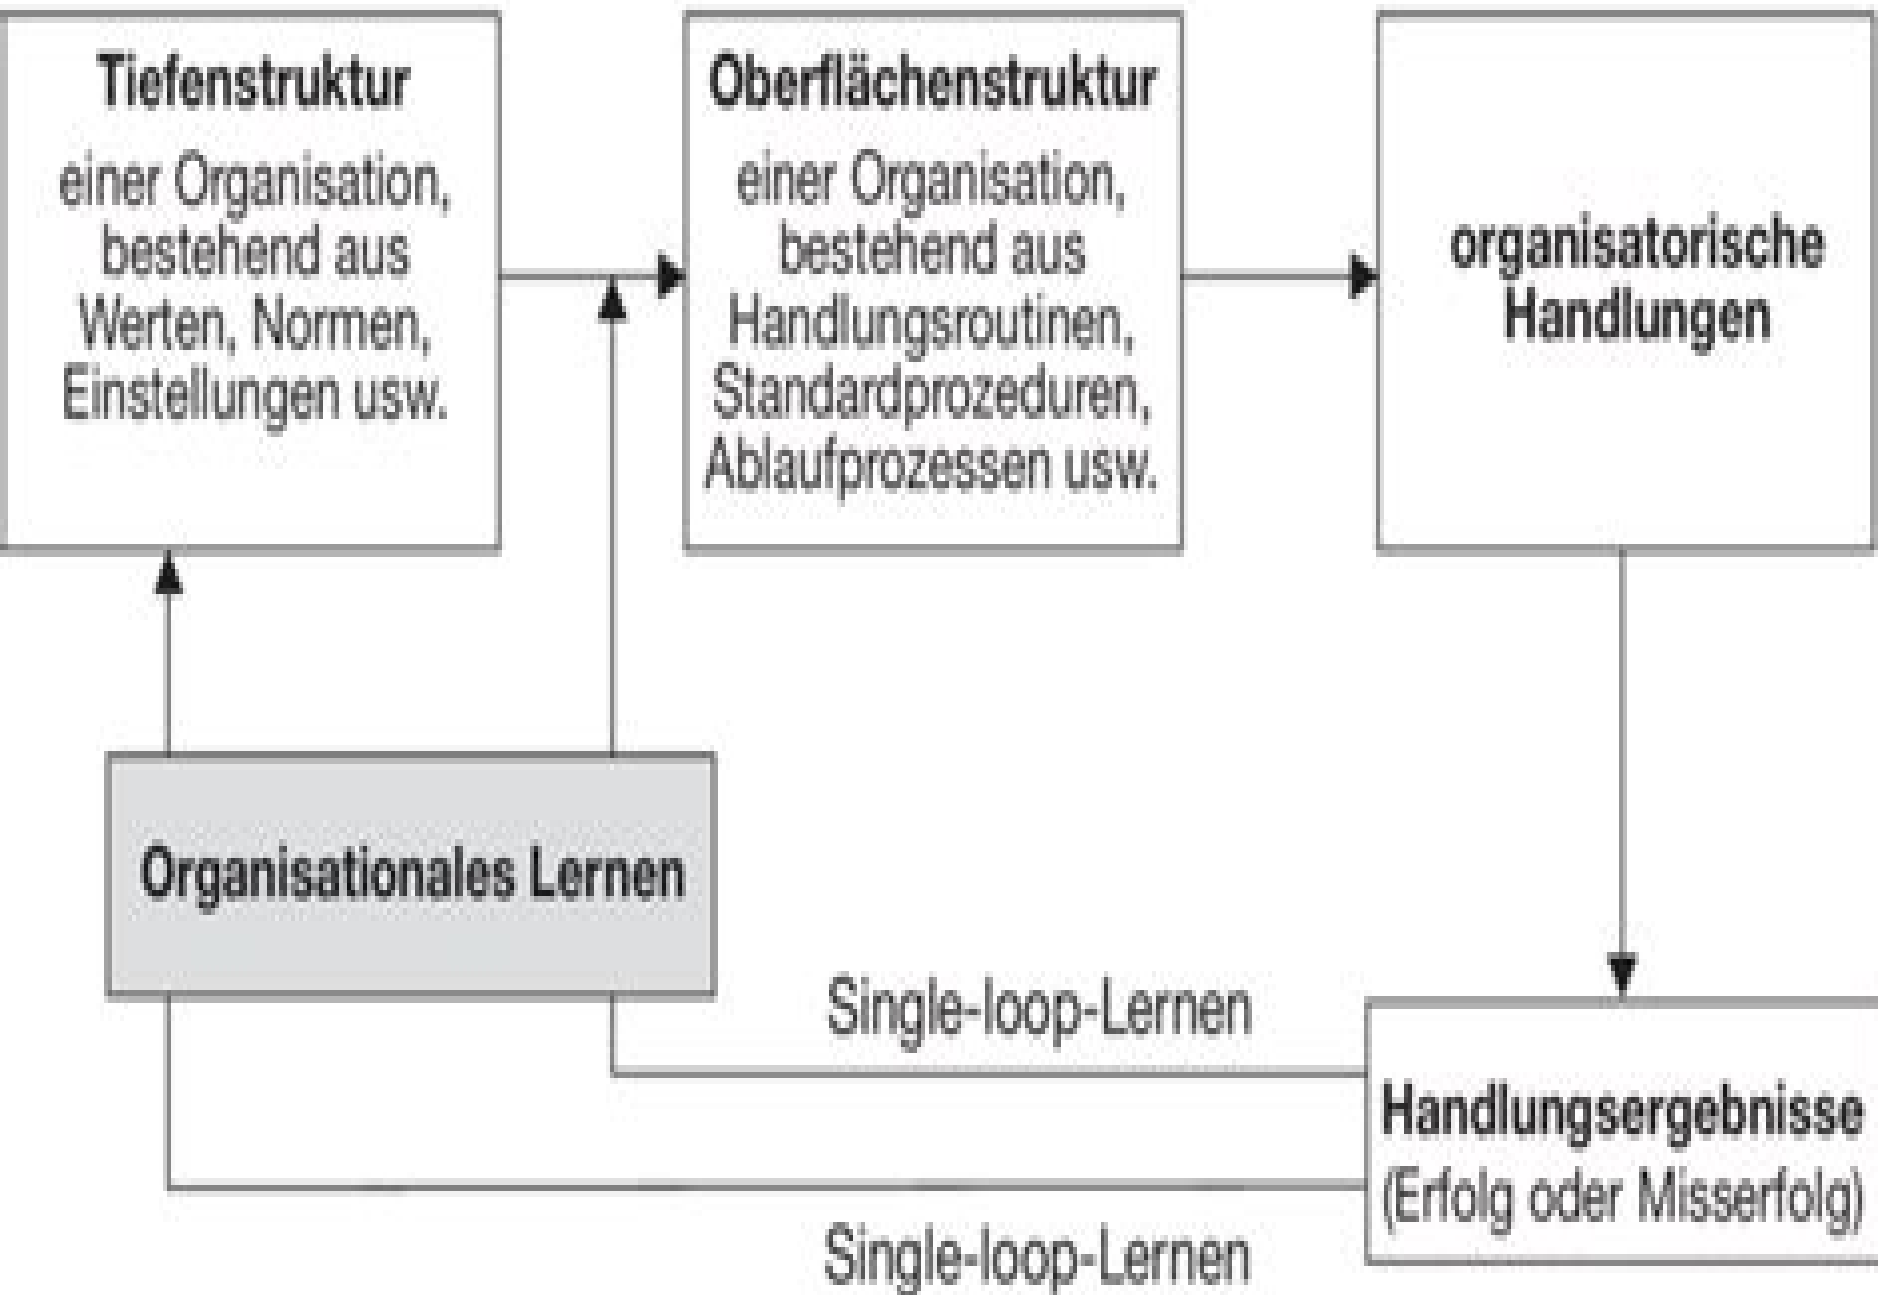 Tiefenstruktur
einer Organisation,
bestehend aus
Werten, Normen,
Einstellungen usw.
Oberflächenstruktur
einer Organisation,
bestehend aus
Handlungsroutinen,
Standardprozeduren,
Ablaufprozessen usw.
organisatorische
Handlungen
Organisationales Lernen
Single-loop-Lernen
Handlungsergebnisse
(Erfolg oder Misserfolg)
Single-loop-Lernen